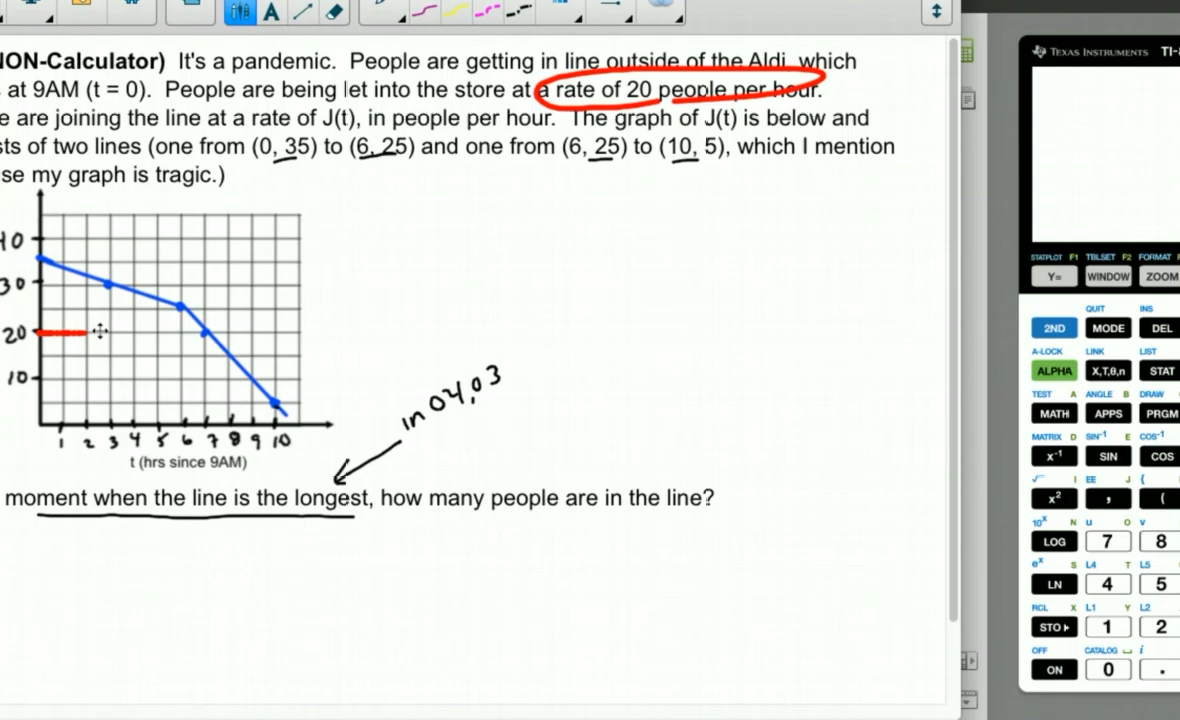 ON-Calculator) It's a pandemic. People are getting in line outside of the Aldi, which
at 9AM (t = 0). People are being let into the store at a rate of 20 people per hour.
e are joining the line at a rate of J(t), in people per hour. The graph of J(t) is below and
sts of two lines (one from (0, 35) to (6, 25) and one from (6, 25) to (10, 5), which I mention
se my graph is tragic.)
40
30
20
10
1 2 3 4 5 6 7 8 9 10
t (hrs since 9AM)
in 04,03
moment when the line is the longest, how many people are in the line?
A
TEXAS INSTRUMENTS TI-
STATPLOT F1 TBLSET F2 FORMAT F
Y= WINDOW ZOOM
QUIT INS
2ND MODE DEL
A-LOCK LINK LIST
ALPHA X,T,θ,n STAT
TEST A ANGLE B DRAW
MATH APPS PRGM
MATRIX D SIN⁻¹ E COS⁻¹
x⁻¹ SIN COS
√ I EE J {
x² , (
10ˣ N u O v
LOG 7 8
eˣ S L4 T L5
LN 4 5
RCL X L1 Y L2
STO▸ 1 2
OFF CATALOG i
ON 0 .